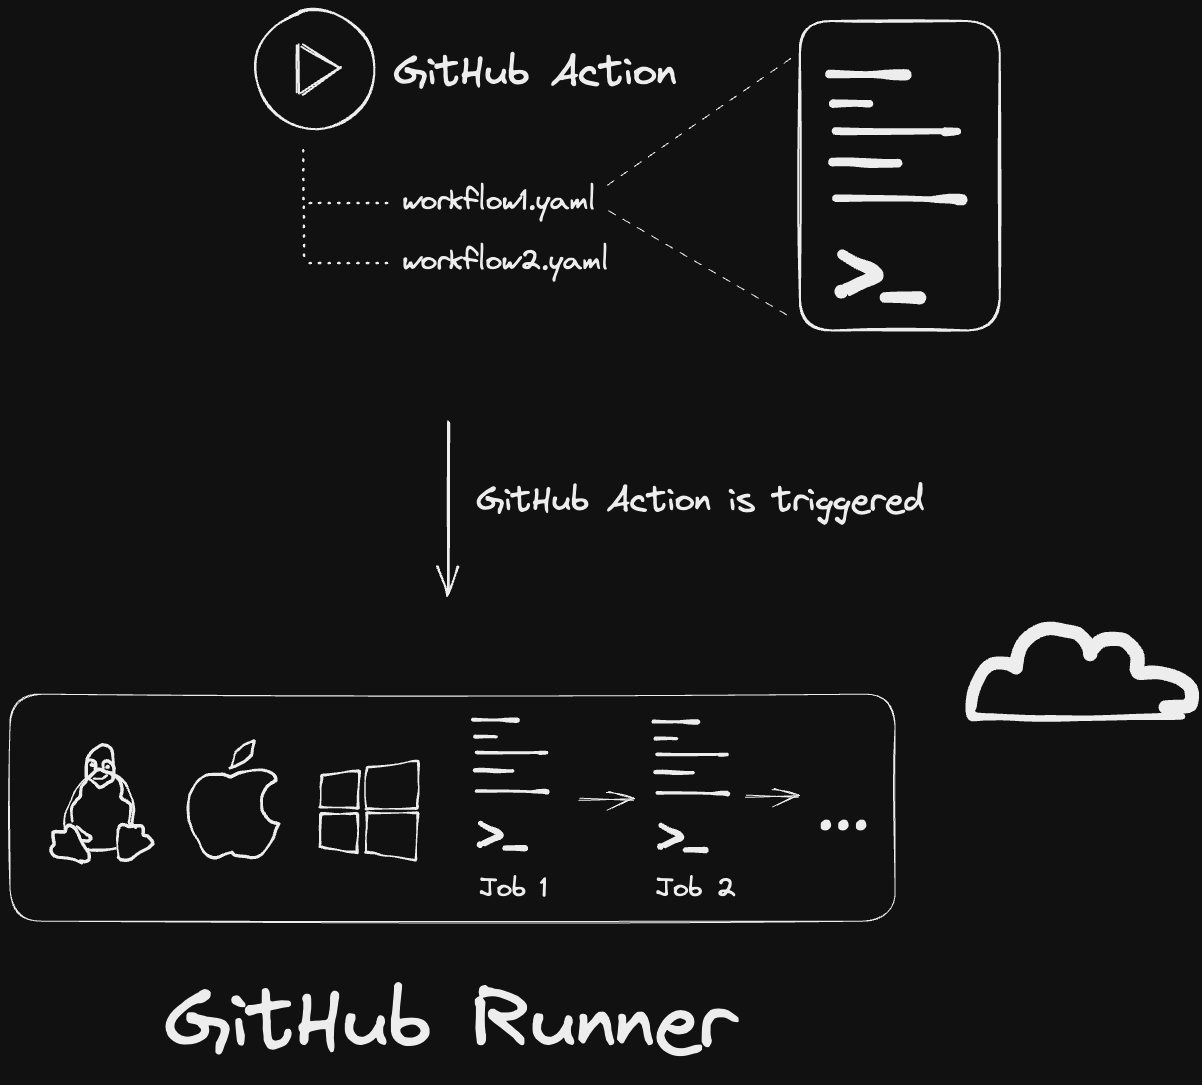 GitHub Action
workflow1.yaml
workflow2.yaml
>_
GitHub Action is triggered
>_
>_
...
Job 1
Job 2
GitHub Runner